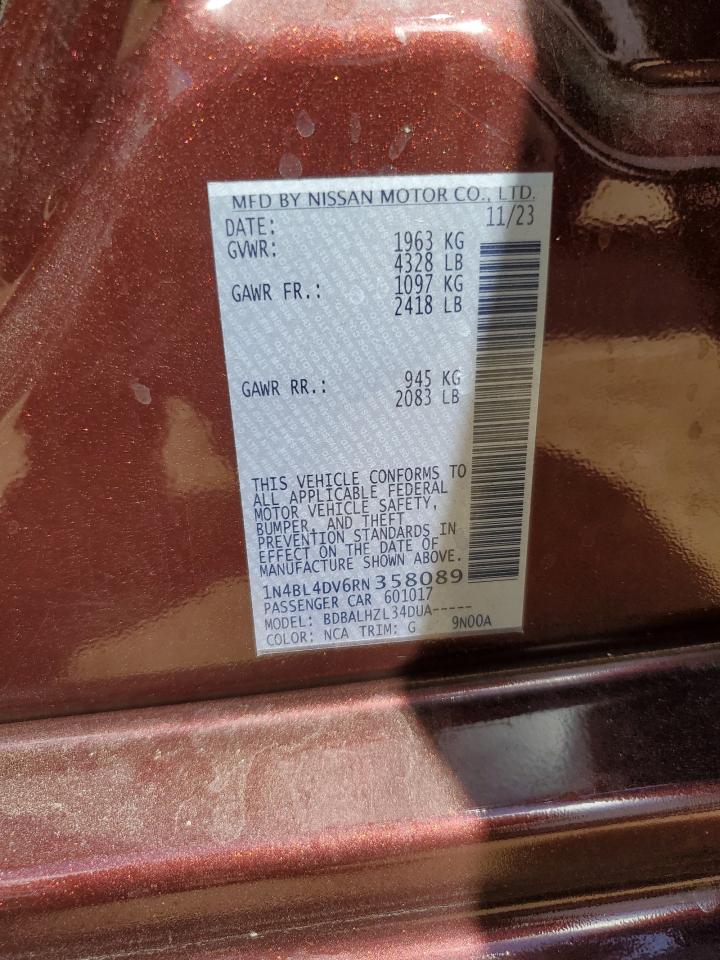 MFD BY NISSAN MOTOR CO., LTD.
DATE: 11/23
GVWR: 1963 KG
4328 LB
GAWR FR.: 1097 KG
2418 LB
GAWR RR.: 945 KG
2083 LB
THIS VEHICLE CONFORMS TO
ALL APPLICABLE FEDERAL
MOTOR VEHICLE SAFETY,
BUMPER, AND THEFT
PREVENTION STANDARDS IN
EFFECT ON THE DATE OF
MANUFACTURE SHOWN ABOVE.
1N4BL4DV6RN358089
PASSENGER CAR 601017
MODEL: BDBALHZL34DUA-----
COLOR: NCA TRIM: G 9N00A